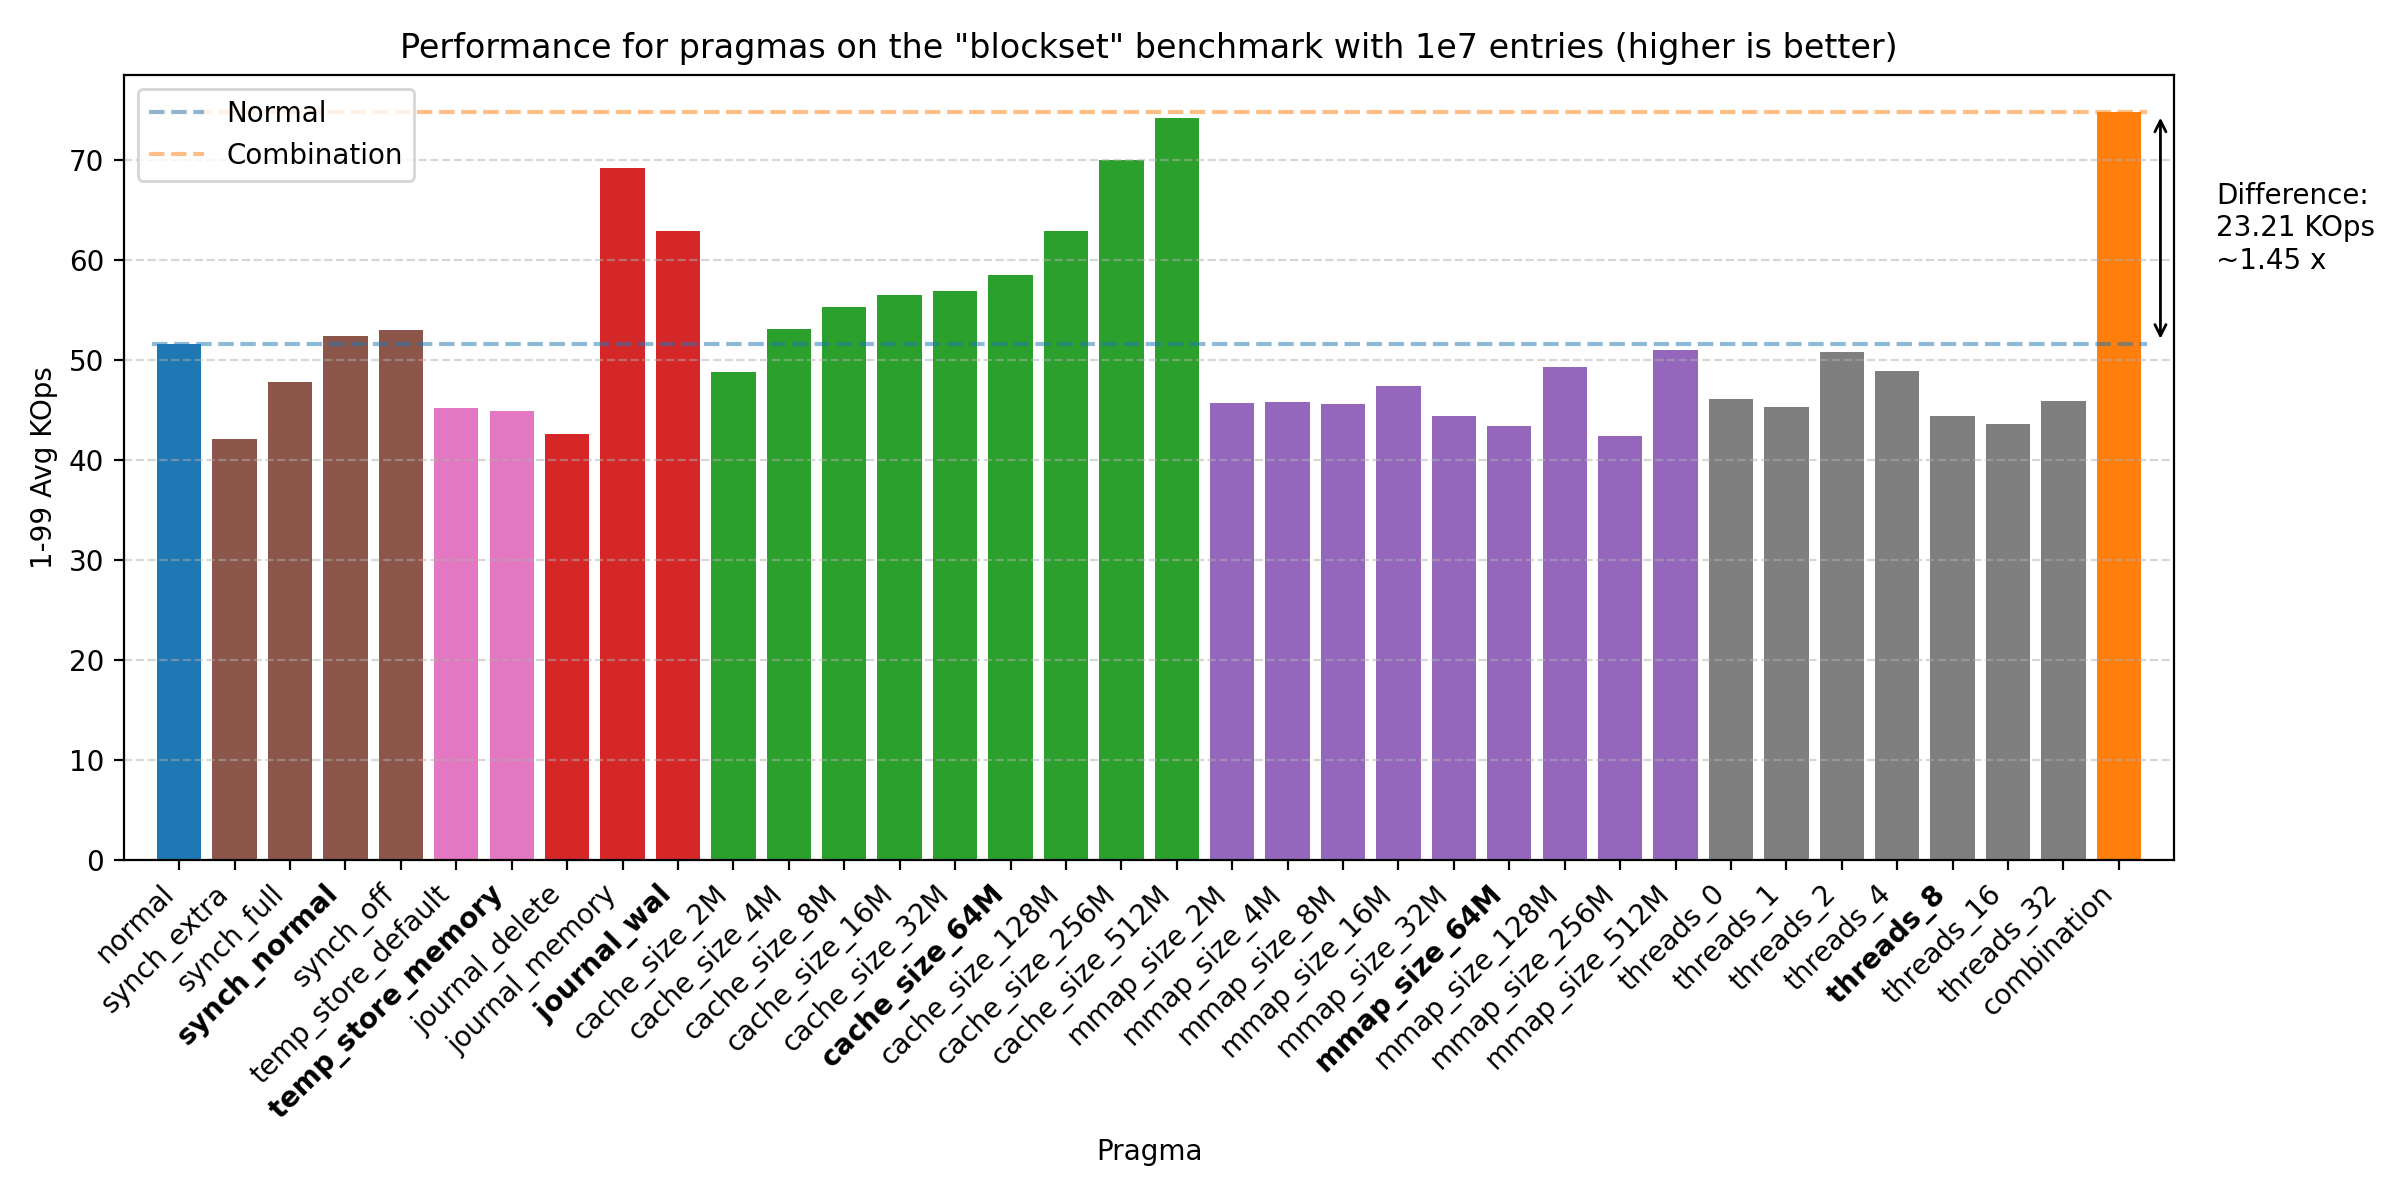 Performance for pragmas on the "blockset" benchmark with 1e7 entries (higher is better)
Normal
Combination
1-99 Avg KOps
70
60
50
40
30
20
10
0
Difference:
23.21 KOps
~1.45 x
normal
synch_extra
synch_full
synch_normal
synch_off
temp_store_default
temp_store_memory
journal_delete
journal_memory
journal_wal
cache_size_2M
cache_size_4M
cache_size_8M
cache_size_16M
cache_size_32M
cache_size_64M
cache_size_128M
cache_size_256M
cache_size_512M
mmap_size_2M
mmap_size_4M
mmap_size_8M
mmap_size_16M
mmap_size_32M
mmap_size_64M
mmap_size_128M
mmap_size_256M
mmap_size_512M
threads_0
threads_1
threads_2
threads_4
threads_8
threads_16
threads_32
combination
Pragma